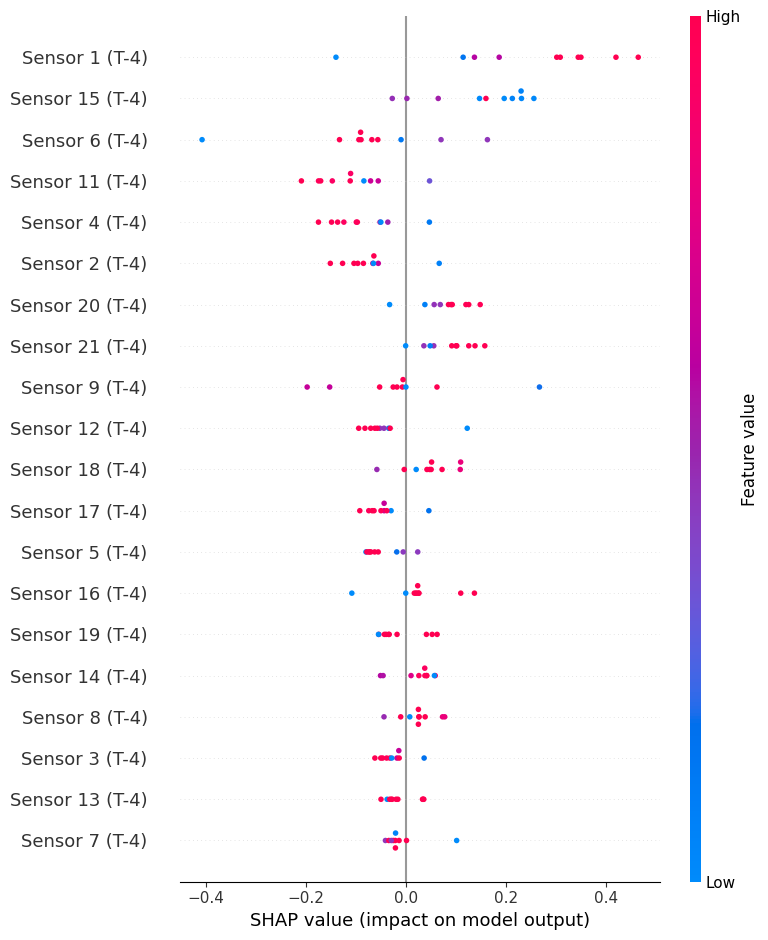 High
Sensor 1 (T-4)
Sensor 15 (T-4)
Sensor 6 (T-4)
Sensor 11 (T-4)
Sensor 4 (T-4)
Sensor 2 (T-4)
Sensor 20 (T-4)
Sensor 21 (T-4)
Sensor 9 (T-4)
Sensor 12 (T-4)
Sensor 18 (T-4)
Sensor 17 (T-4)
Sensor 5 (T-4)
Sensor 16 (T-4)
Sensor 19 (T-4)
Sensor 14 (T-4)
Sensor 8 (T-4)
Sensor 3 (T-4)
Sensor 13 (T-4)
Sensor 7 (T-4)
Feature value
Low
−0.4 −0.2 0.0 0.2 0.4
SHAP value (impact on model output)